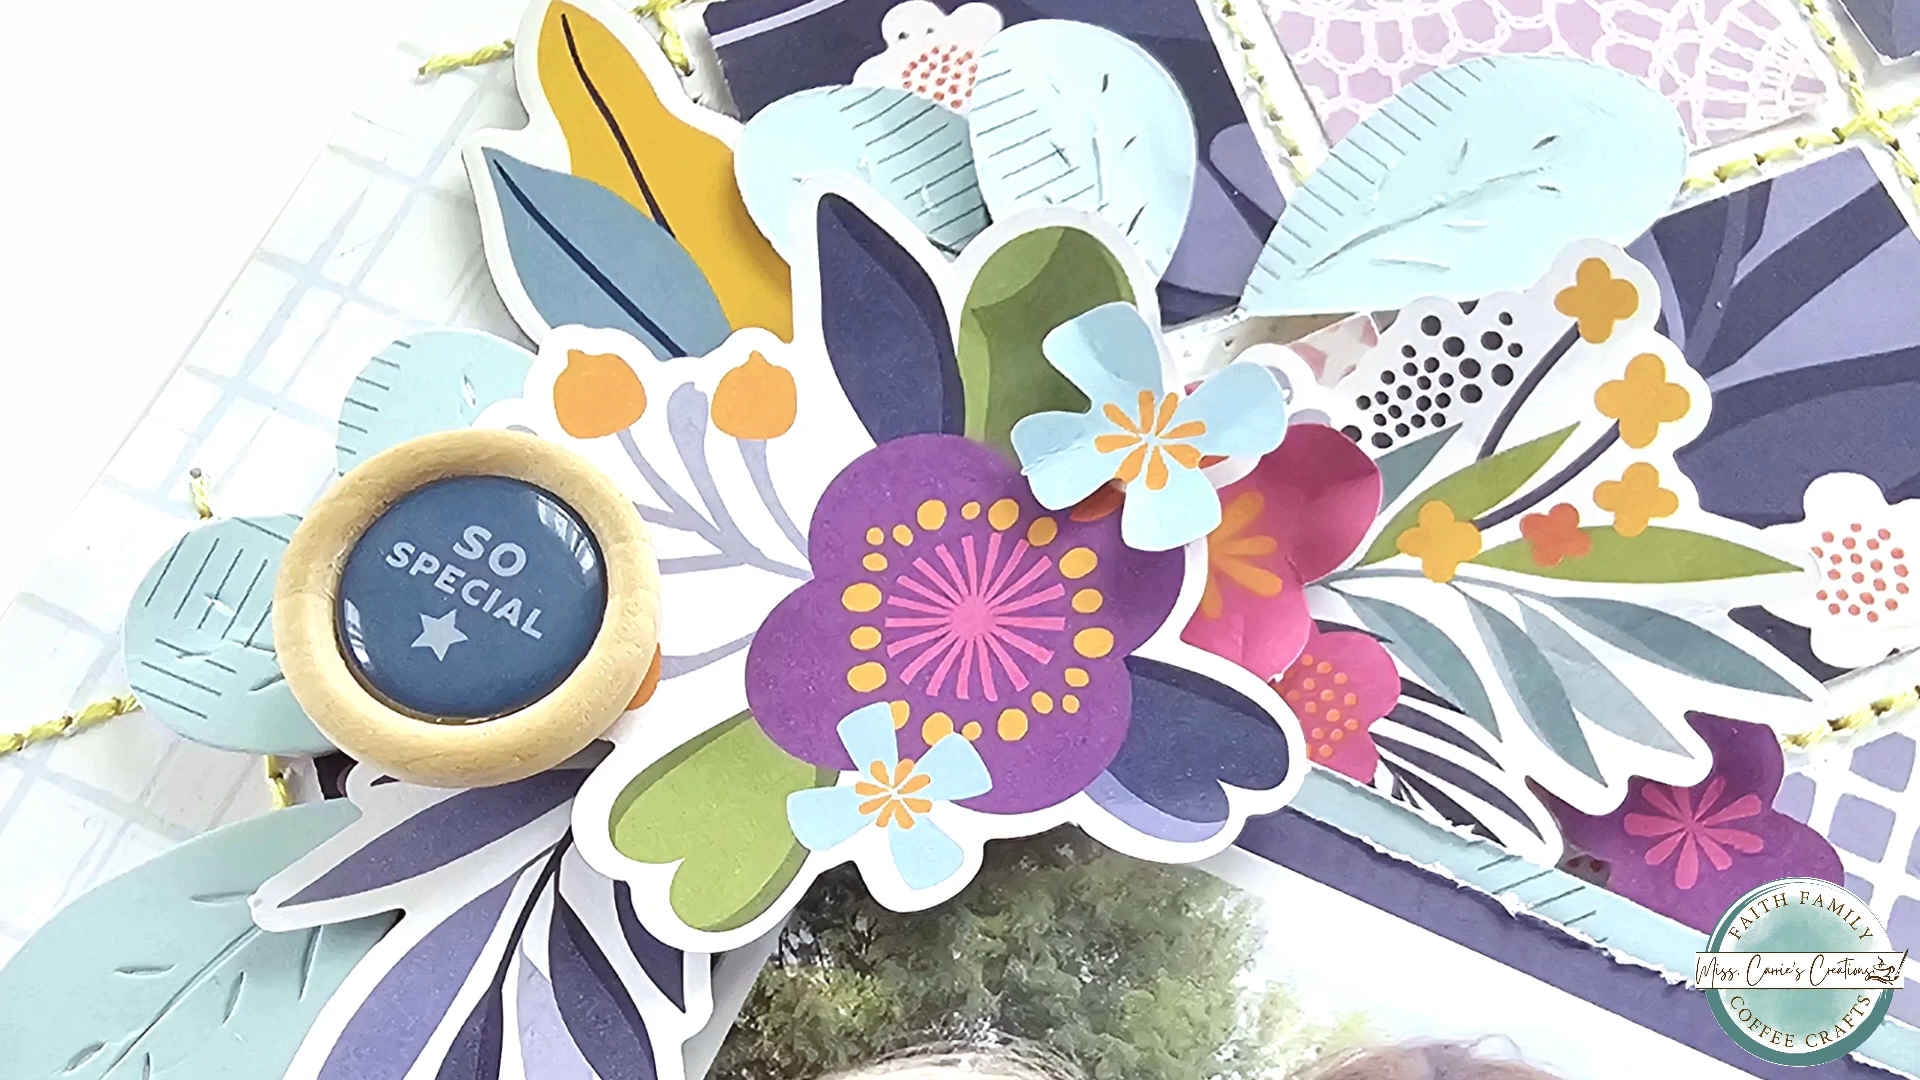 SO
SPECIAL
FAITH FAMILY
Miss. Carrie's Creations
COFFEE CRAFTS